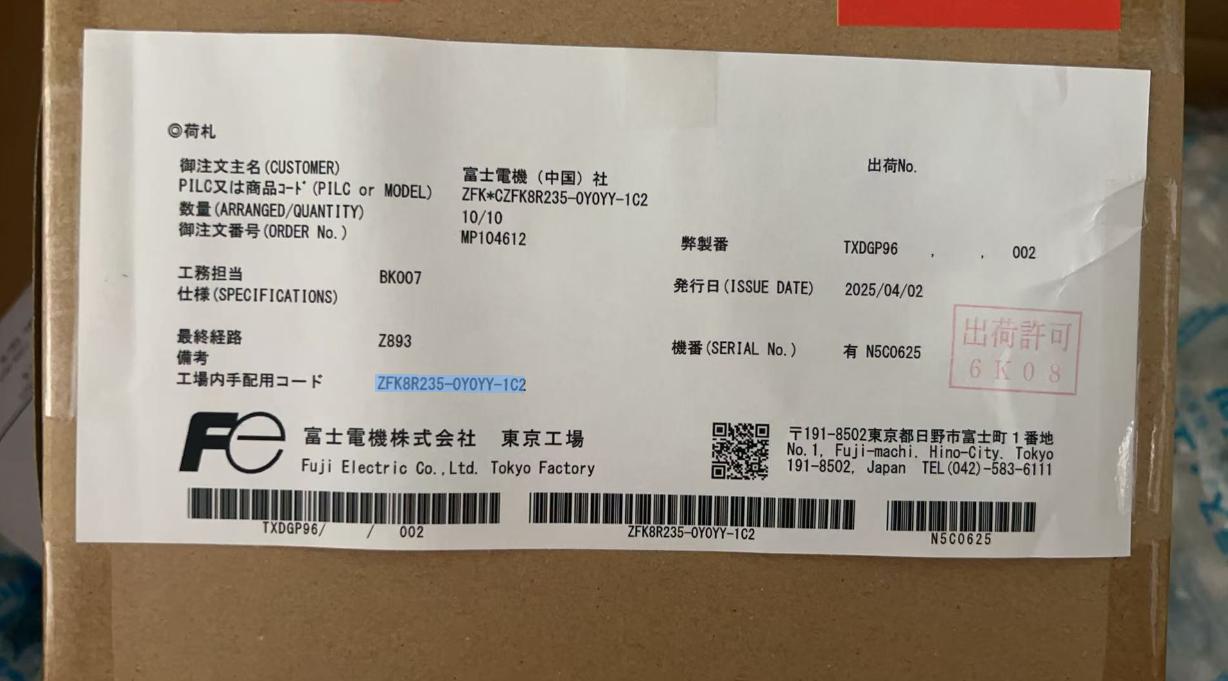 ◎荷札
御注文主名(CUSTOMER) 富士電機（中国）社 出荷No.
PILC又は商品ｺｰﾄﾞ(PILC or MODEL) ZFK*CZFK8R235-0Y0YY-1C2
数量(ARRANGED/QUANTITY) 10/10
御注文番号(ORDER No.) MP104612
弊製番 TXDGP96 , , 002
工務担当 BK007
仕様(SPECIFICATIONS)
発行日(ISSUE DATE) 2025/04/02
最終経路 Z893
備考
機番(SERIAL No.) 有 N5C0625
出荷許可
6K08
工場内手配用コード ZFK8R235-0Y0YY-1C2
Fe 富士電機株式会社 東京工場
Fuji Electric Co.,Ltd. Tokyo Factory
〒191-8502東京都日野市富士町１番地
No.1, Fuji-machi. Hino-City. Tokyo
191-8502, Japan TEL(042)-583-6111
TXDGP96/ / 002
ZFK8R235-0Y0YY-1C2
N5C0625